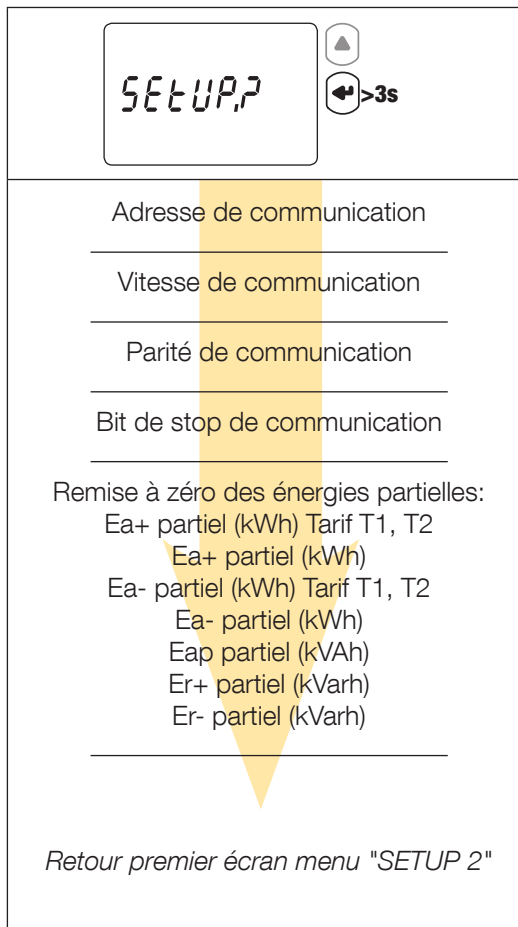 SEtUP,?
>3s
Adresse de communication
Vitesse de communication
Parité de communication
Bit de stop de communication
Remise à zéro des énergies partielles:
Ea+ partiel (kWh) Tarif T1, T2
Ea+ partiel (kWh)
Ea- partiel (kWh) Tarif T1, T2
Ea- partiel (kWh)
Eap partiel (kVAh)
Er+ partiel (kVarh)
Er- partiel (kVarh)
Retour premier écran menu "SETUP 2"